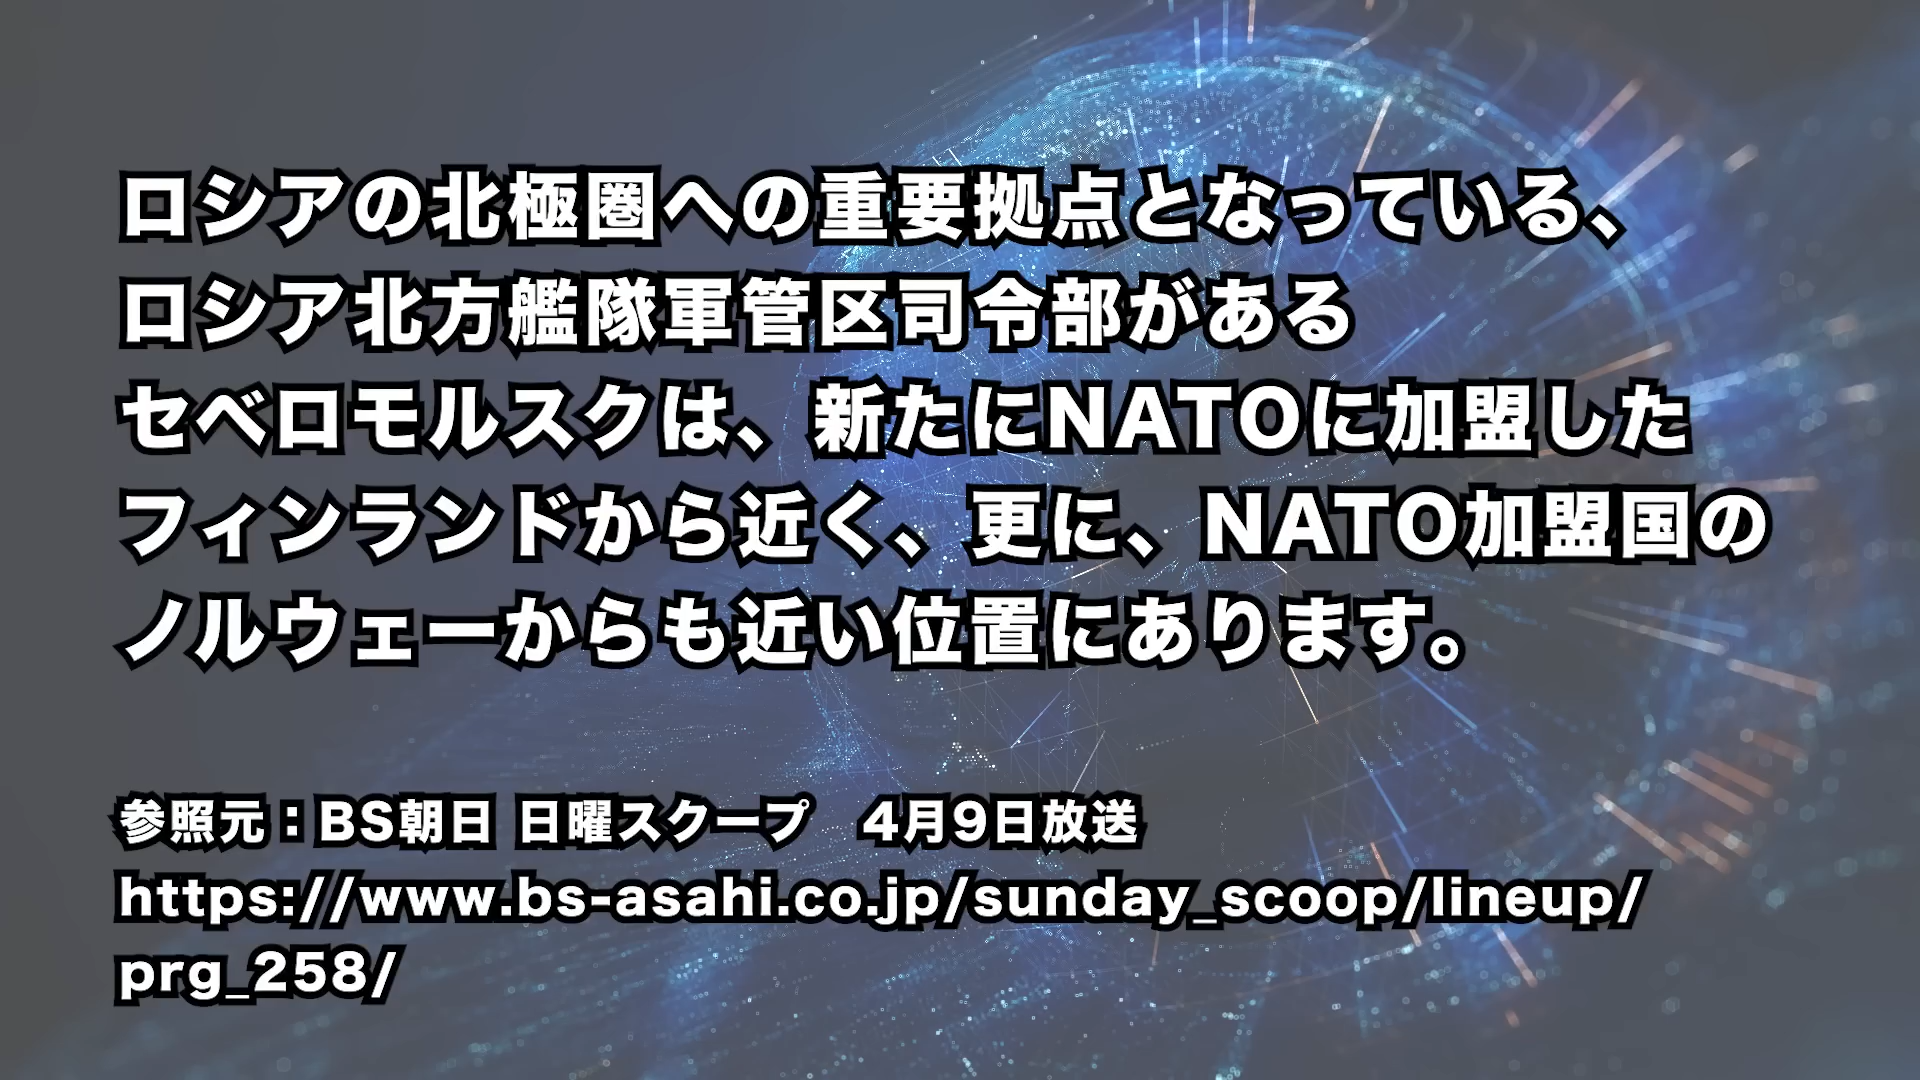 ロシアの北極圏への重要拠点となっている、
ロシア北方艦隊軍管区司令部がある
セベロモルスクは、新たにNATOに加盟した
フィンランドから近く、更に、NATO加盟国の
ノルウェーからも近い位置にあります。
参照元：BS朝日 日曜スクープ　4月9日放送
https://www.bs-asahi.co.jp/sunday_scoop/lineup/
prg_258/